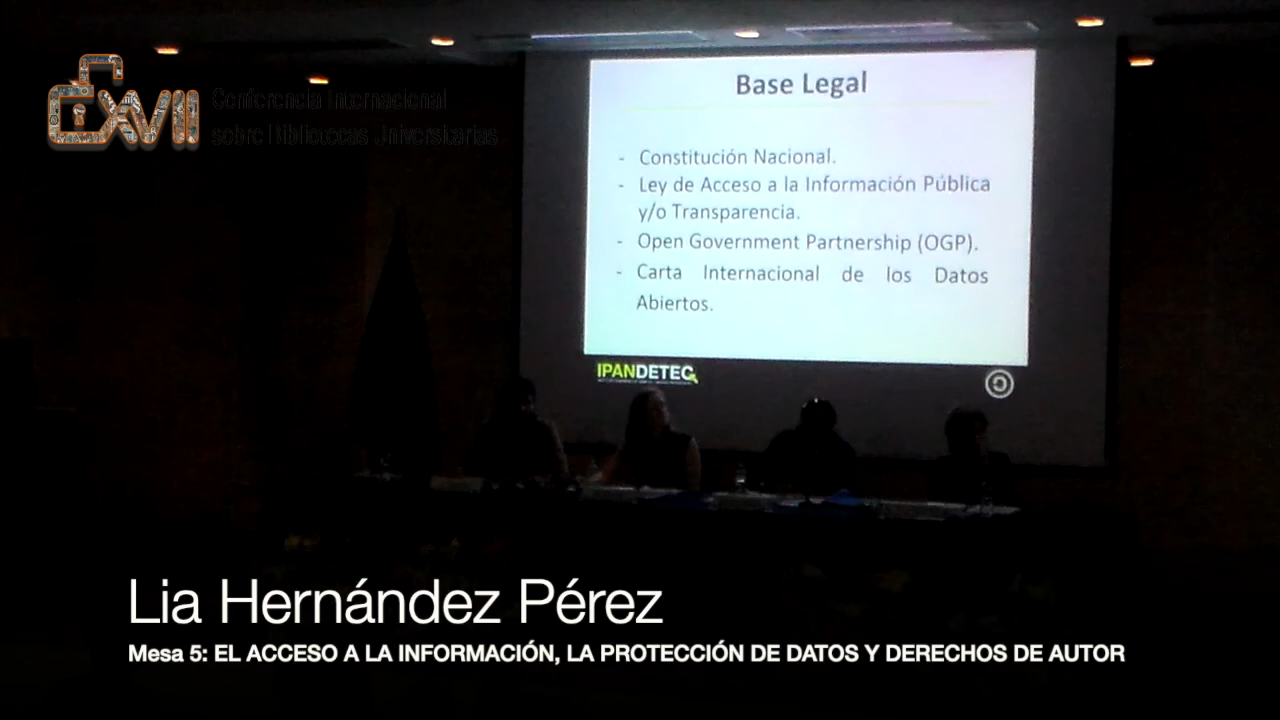 XVII
Conferencia Internacional
sobre Bibliotecas Universitarias
Base Legal
- Constitución Nacional.
- Ley de Acceso a la Información Pública
y/o Transparencia.
- Open Government Partnership (OGP).
- Carta Internacional de los Datos
Abiertos.
IPANDETEC
Lia Hernández Pérez
Mesa 5: EL ACCESO A LA INFORMACIÓN, LA PROTECCIÓN DE DATOS Y DERECHOS DE AUTOR